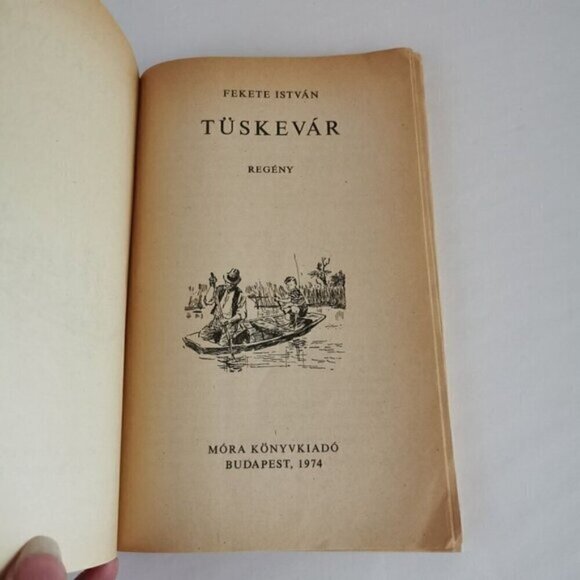 FEKETE ISTVÁN
TÜSKEVÁR
REGÉNY
MÓRA KÖNYVKIADÓ
BUDAPEST, 1974